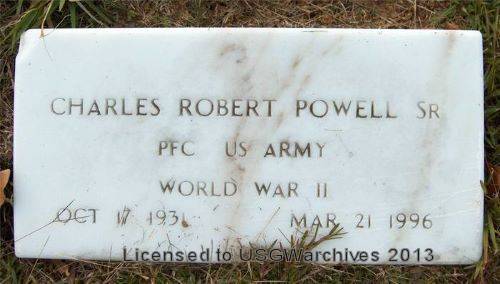 CHARLES ROBERT POWELL SR
PFC US ARMY
WORLD WAR II
OCT 17 1931 MAR 21 1996
Licensed to USGWarchives 2013